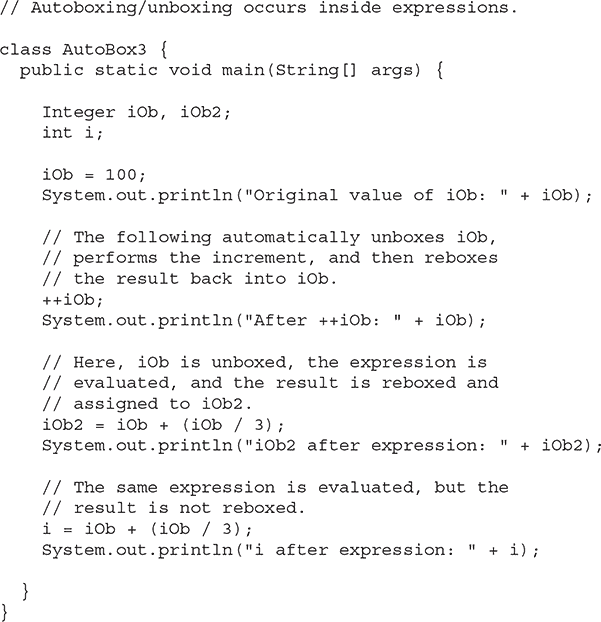 // Autoboxing/unboxing occurs inside expressions.

class AutoBox3 {
  public static void main(String[] args) {

    Integer iOb, iOb2;
    int i;

    iOb = 100;
    System.out.println("Original value of iOb: " + iOb);

    // The following automatically unboxes iOb,
    // performs the increment, and then reboxes
    // the result back into iOb.
    ++iOb;
    System.out.println("After ++iOb: " + iOb);

    // Here, iOb is unboxed, the expression is
    // evaluated, and the result is reboxed and
    // assigned to iOb2.
    iOb2 = iOb + (iOb / 3);
    System.out.println("iOb2 after expression: " + iOb2);

    // The same expression is evaluated, but the
    // result is not reboxed.
    i = iOb + (iOb / 3);
    System.out.println("i after expression: " + i);

  }
}